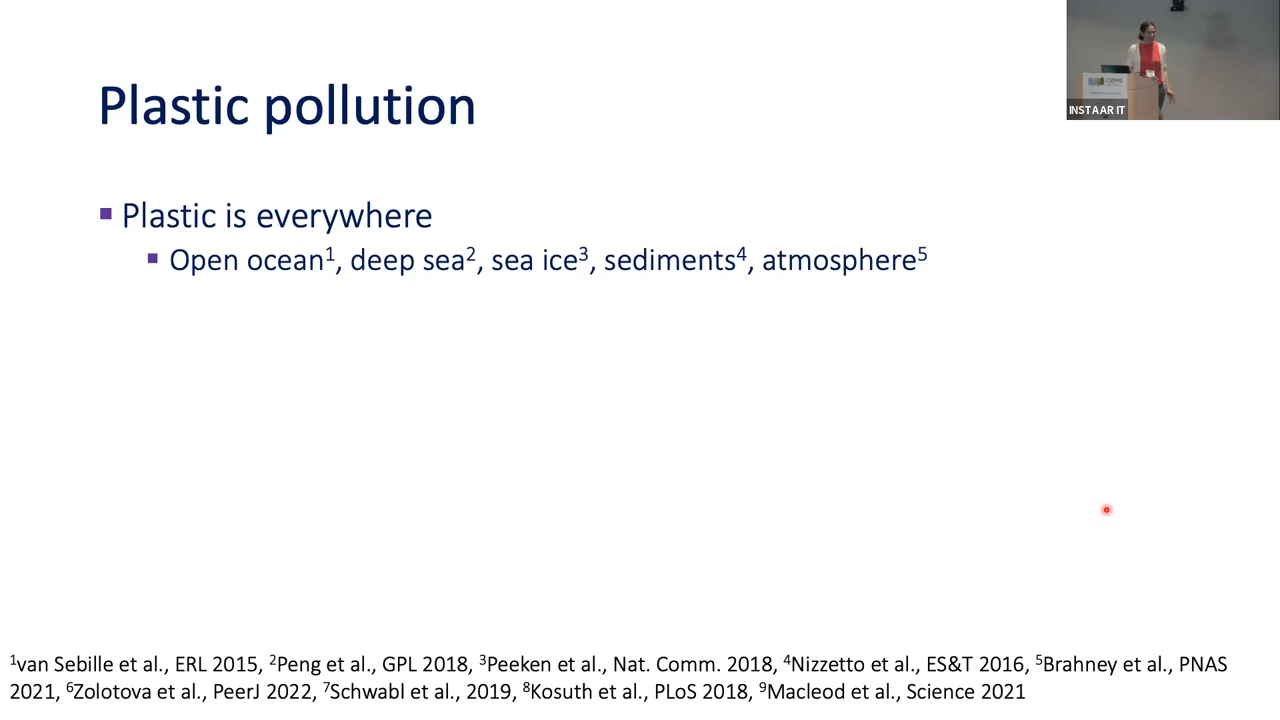 Plastic pollution
CSDMS
INSTAAR IT
Plastic is everywhere
Open ocean¹, deep sea², sea ice³, sediments⁴, atmosphere⁵
¹van Sebille et al., ERL 2015, ²Peng et al., GPL 2018, ³Peeken et al., Nat. Comm. 2018, ⁴Nizzetto et al., ES&T 2016, ⁵Brahney et al., PNAS
2021, ⁶Zolotova et al., PeerJ 2022, ⁷Schwabl et al., 2019, ⁸Kosuth et al., PLoS 2018, ⁹Macleod et al., Science 2021